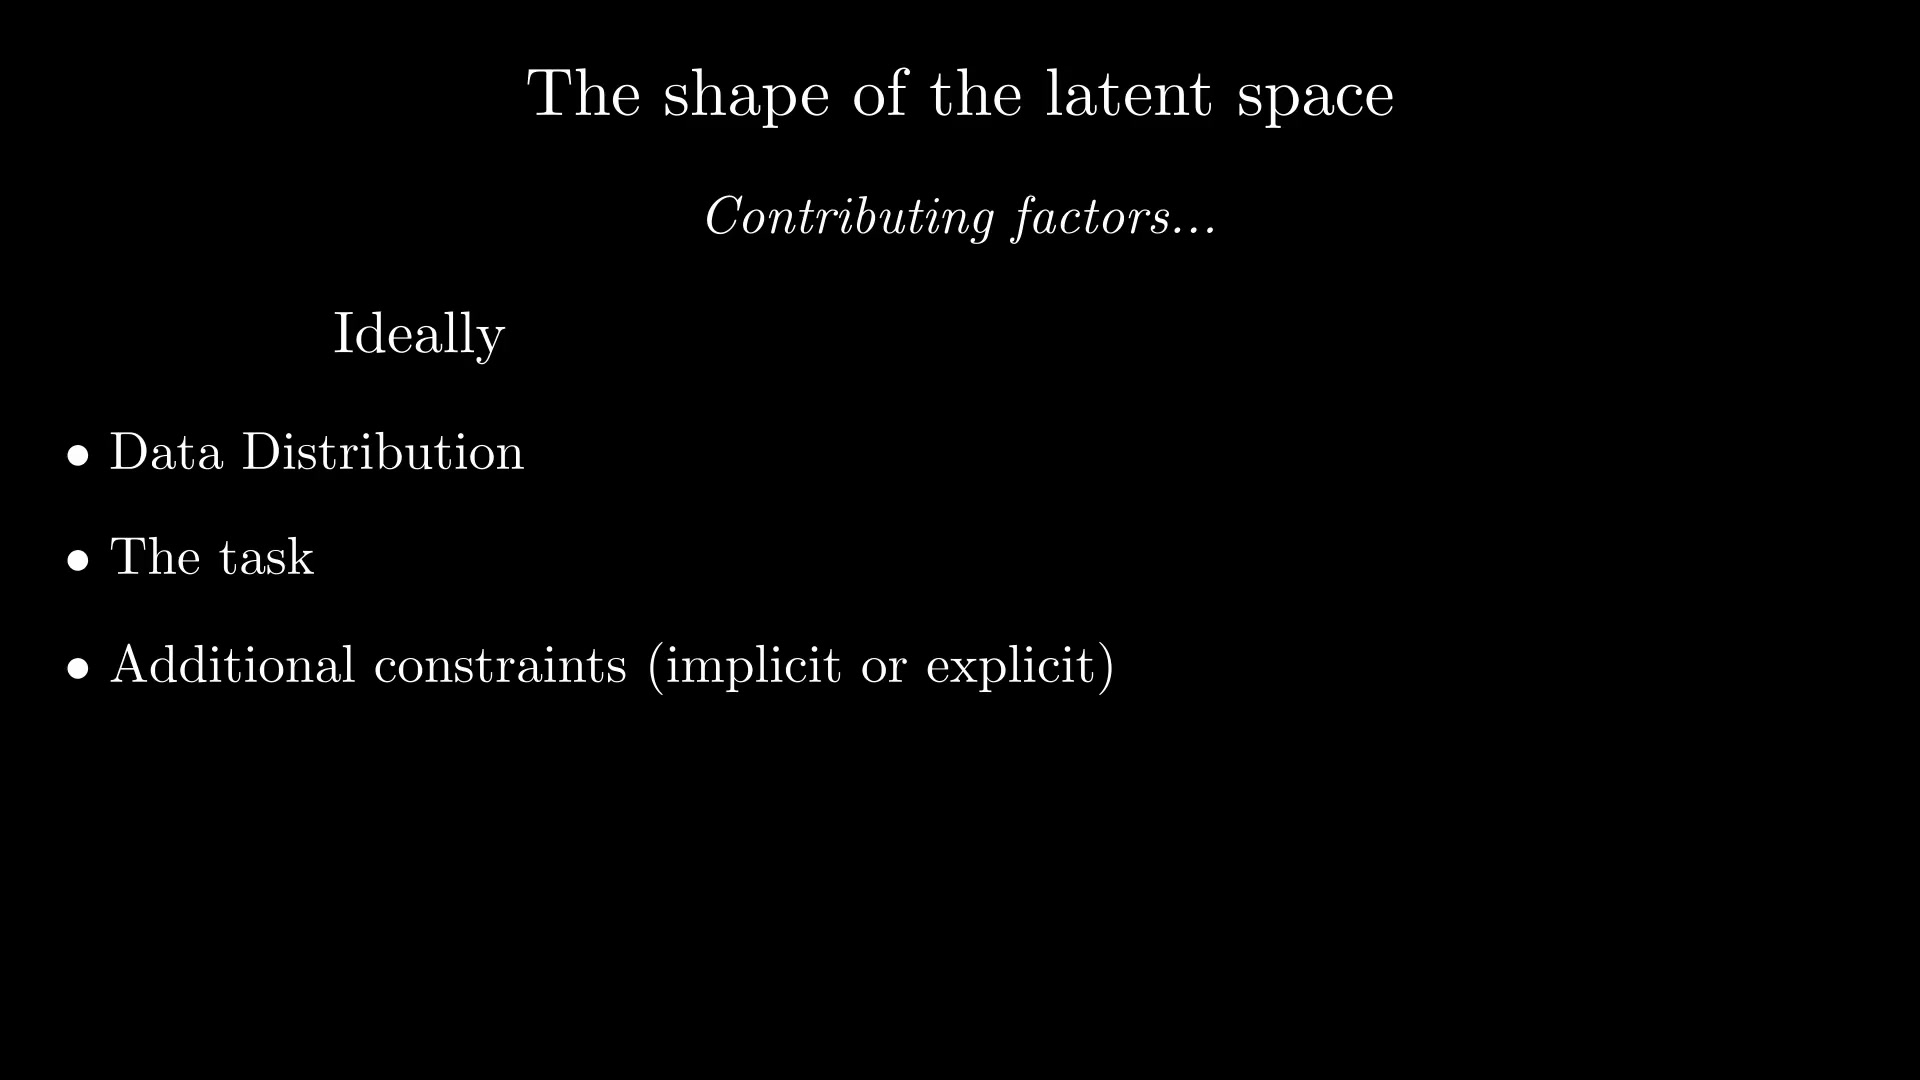 The shape of the latent space
Contributing factors...
Ideally
• Data Distribution
• The task
• Additional constraints (implicit or explicit)